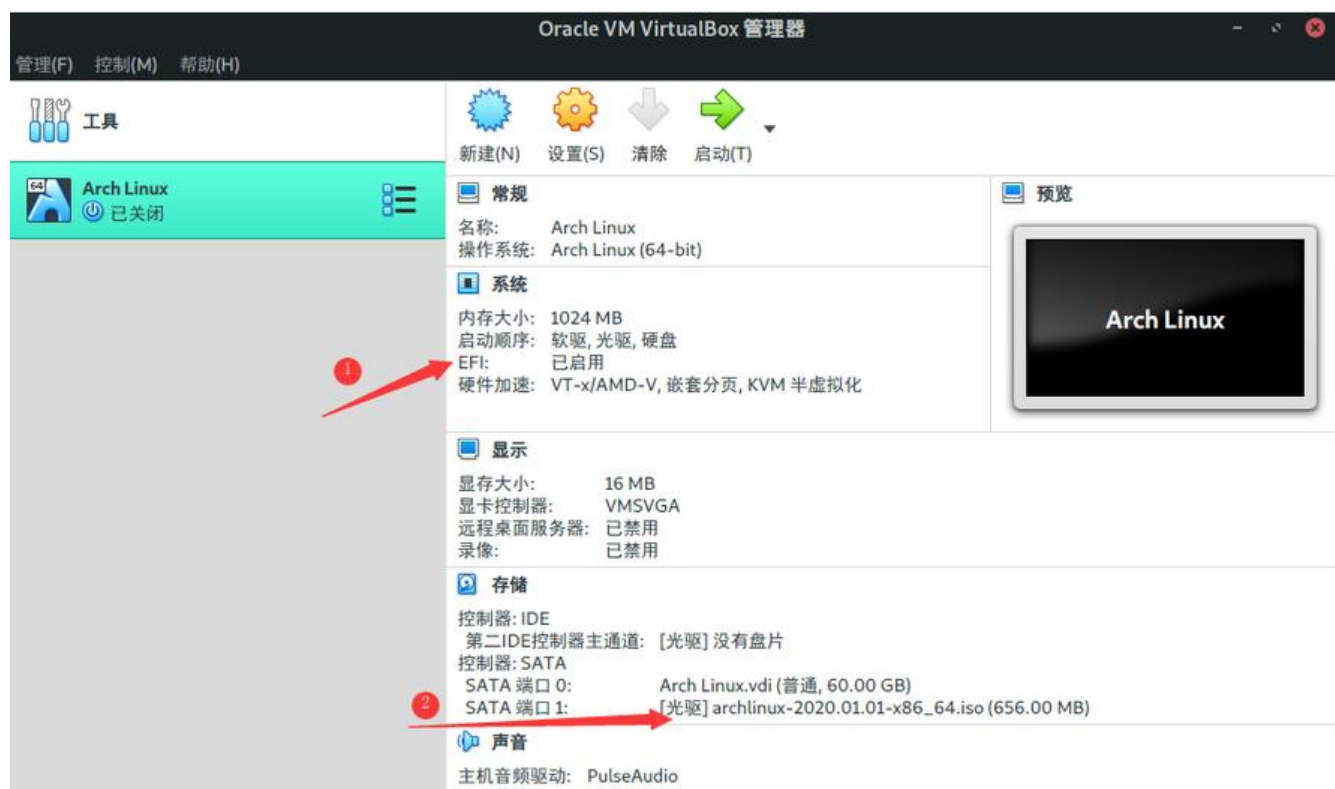 Oracle VM VirtualBox 管理器
管理(F) 控制(M) 帮助(H)
工具
新建(N) 设置(S) 清除 启动(T)
64
Arch Linux
已关闭
常规
名称: Arch Linux
操作系统: Arch Linux (64-bit)
预览
Arch Linux
系统
内存大小: 1024 MB
启动顺序: 软驱, 光驱, 硬盘
1
EFI: 已启用
硬件加速: VT-x/AMD-V, 嵌套分页, KVM 半虚拟化
显示
显存大小: 16 MB
显卡控制器: VMSVGA
远程桌面服务器: 已禁用
录像: 已禁用
存储
控制器: IDE
第二IDE控制器主通道: [光驱] 没有盘片
控制器: SATA
SATA 端口 0: Arch Linux.vdi (普通, 60.00 GB)
2
SATA 端口 1: [光驱] archlinux-2020.01.01-x86_64.iso (656.00 MB)
声音
主机音频驱动: PulseAudio